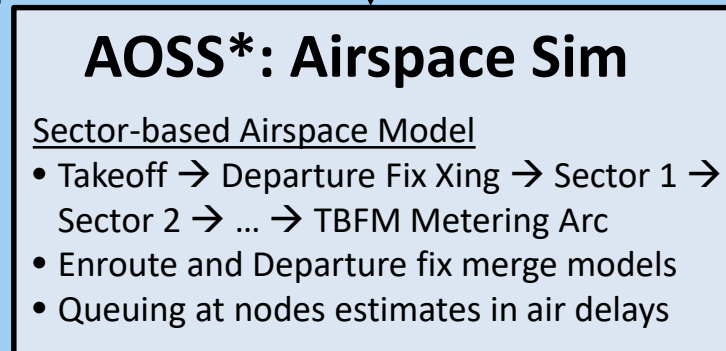 AOSS*: Airspace Sim
Sector-based Airspace Model
• Takeoff → Departure Fix Xing → Sector 1 →
Sector 2 → ... → TBFM Metering Arc
• Enroute and Departure fix merge models
• Queuing at nodes estimates in air delays